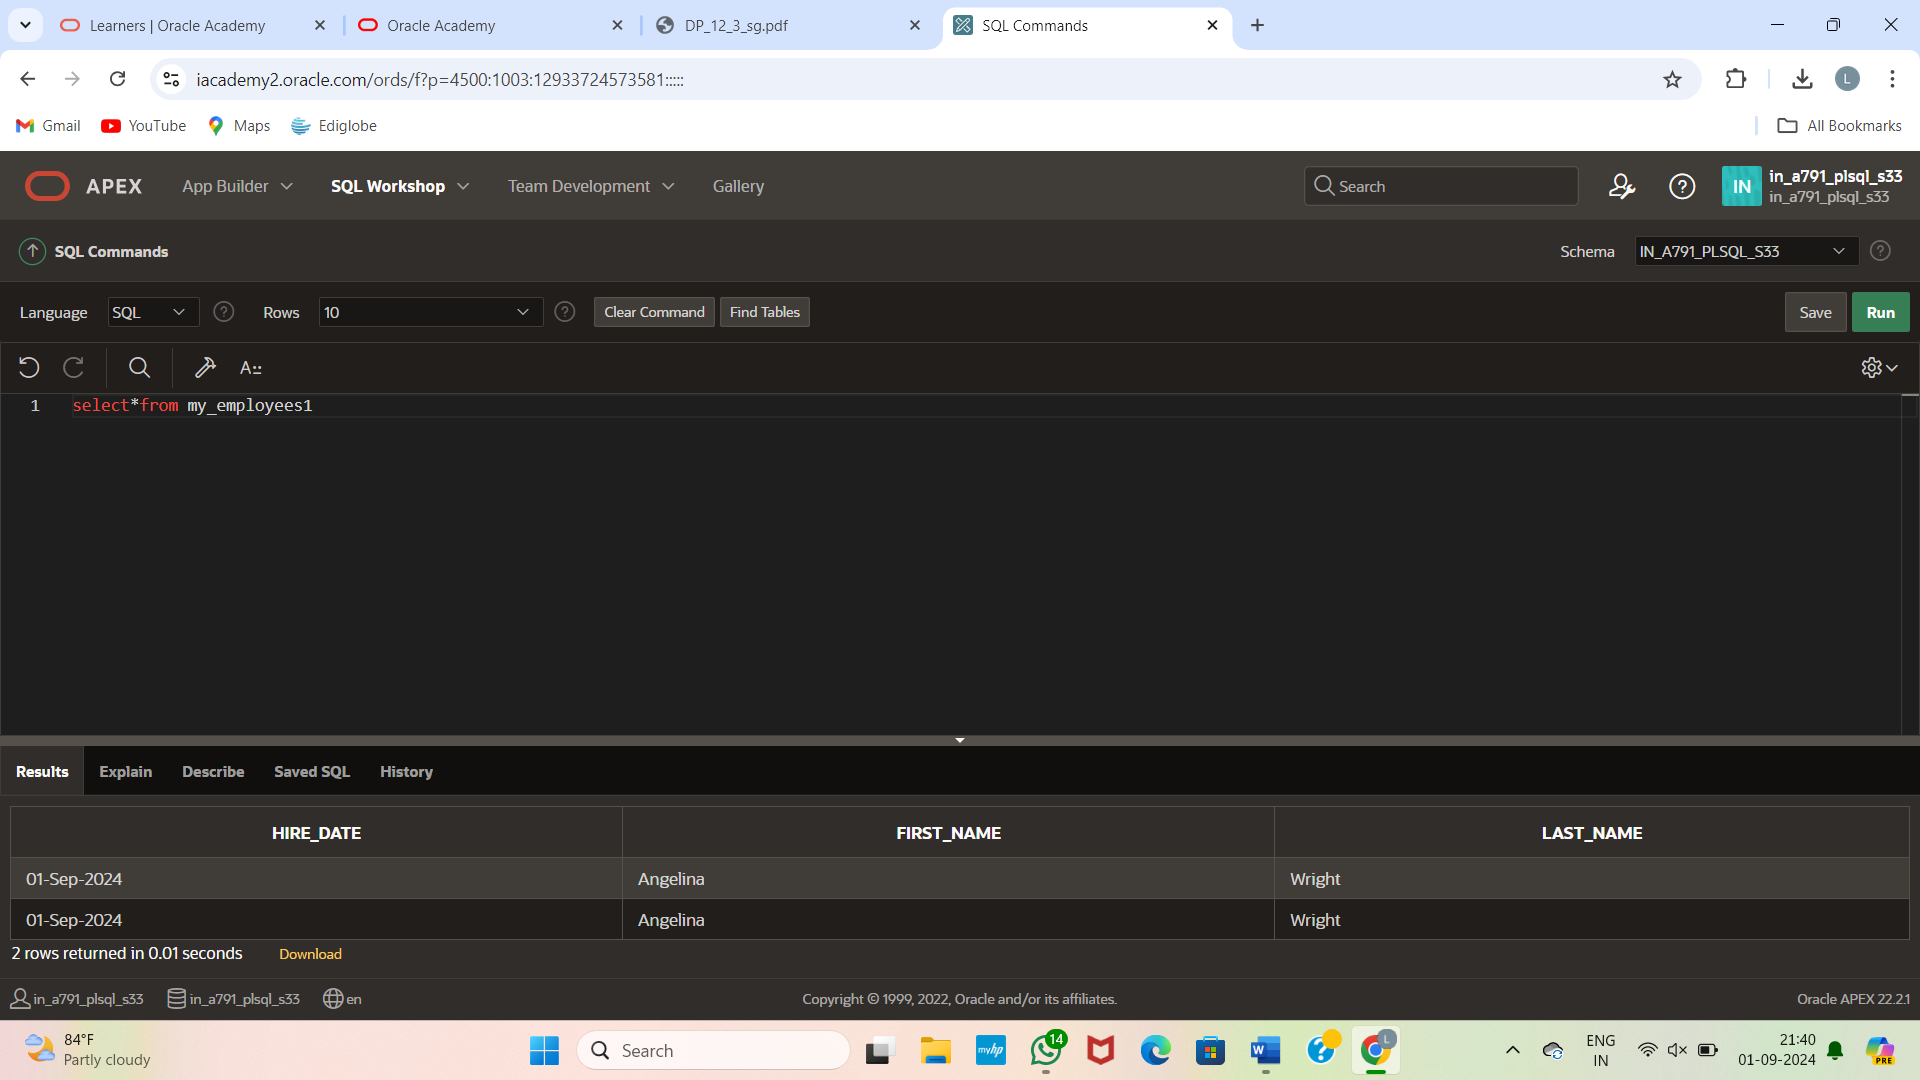 Learners | Oracle Academy
Oracle Academy
DP_12_3_sg.pdf
SQL Commands
iacademy2.oracle.com/ords/f?p=4500:1003:12933724573581:::::
L
Gmail
YouTube
Maps
Ediglobe
All Bookmarks
APEX
App Builder
SQL Workshop
Team Development
Gallery
Search
IN
in_a791_plsql_s33
in_a791_plsql_s33
SQL Commands
Schema
IN_A791_PLSQL_S33
Language
SQL
Rows
10
Clear Command
Find Tables
Save
Run
A::
1 select*from my_employees1
Results
Explain
Describe
Saved SQL
History
HIRE_DATE FIRST_NAME LAST_NAME
01-Sep-2024 Angelina Wright
01-Sep-2024 Angelina Wright
2 rows returned in 0.01 seconds
Download
in_a791_plsql_s33
in_a791_plsql_s33
en
Copyright © 1999, 2022, Oracle and/or its affiliates.
Oracle APEX 22.2.1
84°F
Partly cloudy
Search
myhp
14
W
L
ENG
IN
21:40
01-09-2024
PRE